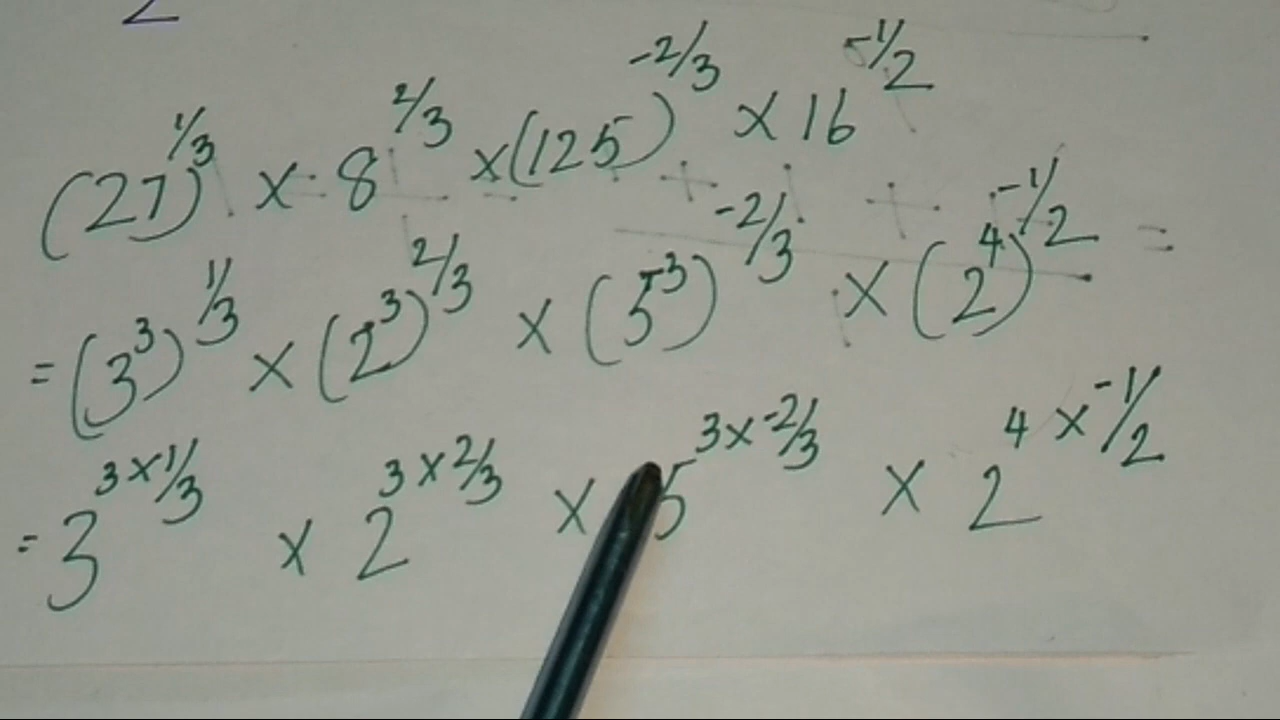 (27)^1/3 × 8^2/3 × (125)^-2/3 × 16^-1/2
= (3^3)^1/3 × (2^3)^2/3 × (5^3)^-2/3 × (2^4)^-1/2 =
= 3^3×1/3 × 2^3×2/3 × 5^3×-2/3 × 2^4×-1/2